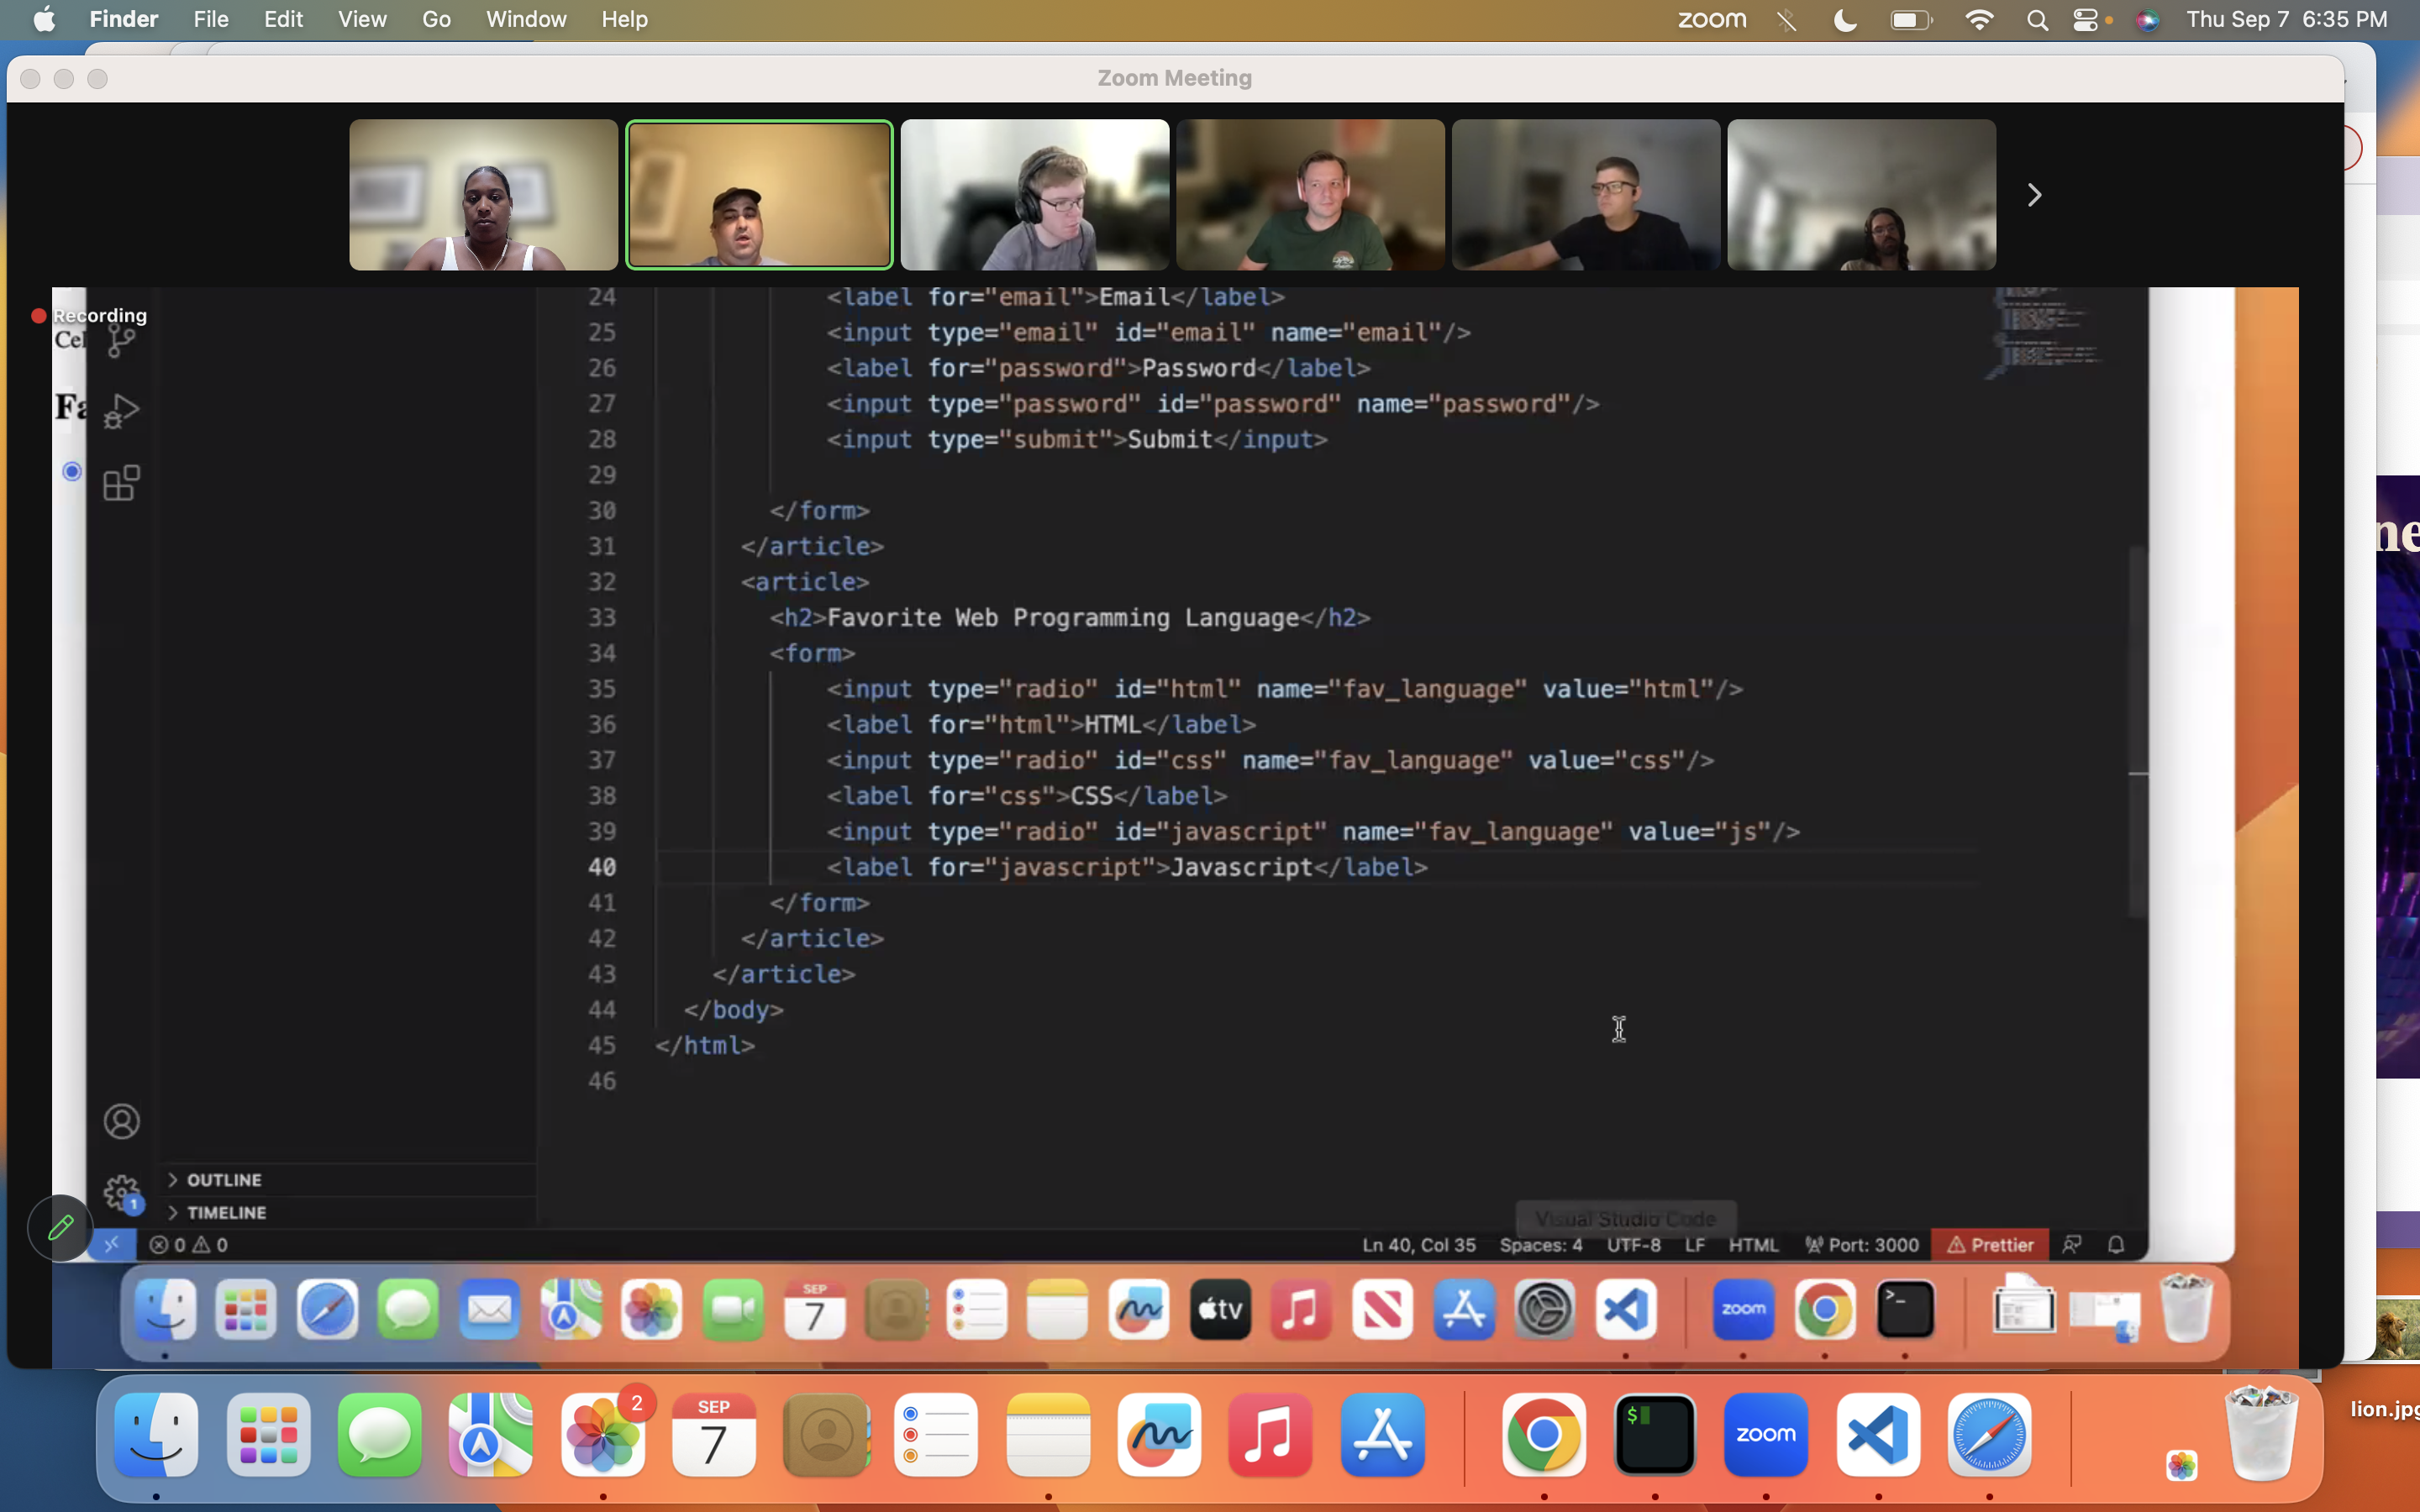 Finder File Edit View Go Window Help zoom Thu Sep 7 6:35 PM
Zoom Meeting
Recording
24 <label for="email">Email</label>
25 <input type="email" id="email" name="email"/>
26 <label for="password">Password</label>
27 <input type="password" id="password" name="password"/>
28 <input type="submit">Submit</input>
29
30 </form>
31 </article>
32 <article>
33 <h2>Favorite Web Programming Language</h2>
34 <form>
35 <input type="radio" id="html" name="fav_language" value="html"/>
36 <label for="html">HTML</label>
37 <input type="radio" id="css" name="fav_language" value="css"/>
38 <label for="css">CSS</label>
39 <input type="radio" id="javascript" name="fav_language" value="js"/>
40 <label for="javascript">Javascript</label>
41 </form>
42 </article>
43 </article>
44 </body>
45 </html>
46
OUTLINE
TIMELINE
1
Visual Studio Code
0 0 Ln 40, Col 35 Spaces: 4 UTF-8 LF HTML Port: 3000 Prettier
SEP
7
tv
zoom
>_
2
SEP
7
$
zoom
lion.jpg